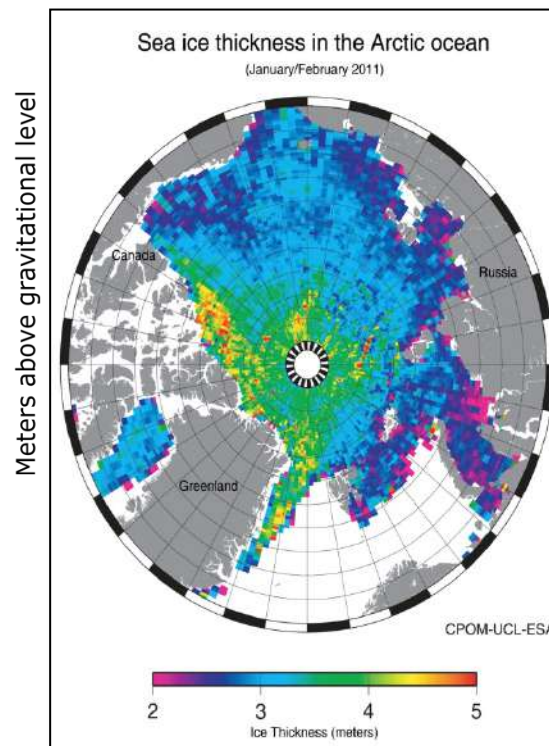 Meters above gravitational level
Sea ice thickness in the Arctic ocean
(January/February 2011)
Canada
Russia
Greenland
CPOM-UCL-ESA
2 3 4 5
Ice Thickness (meters)